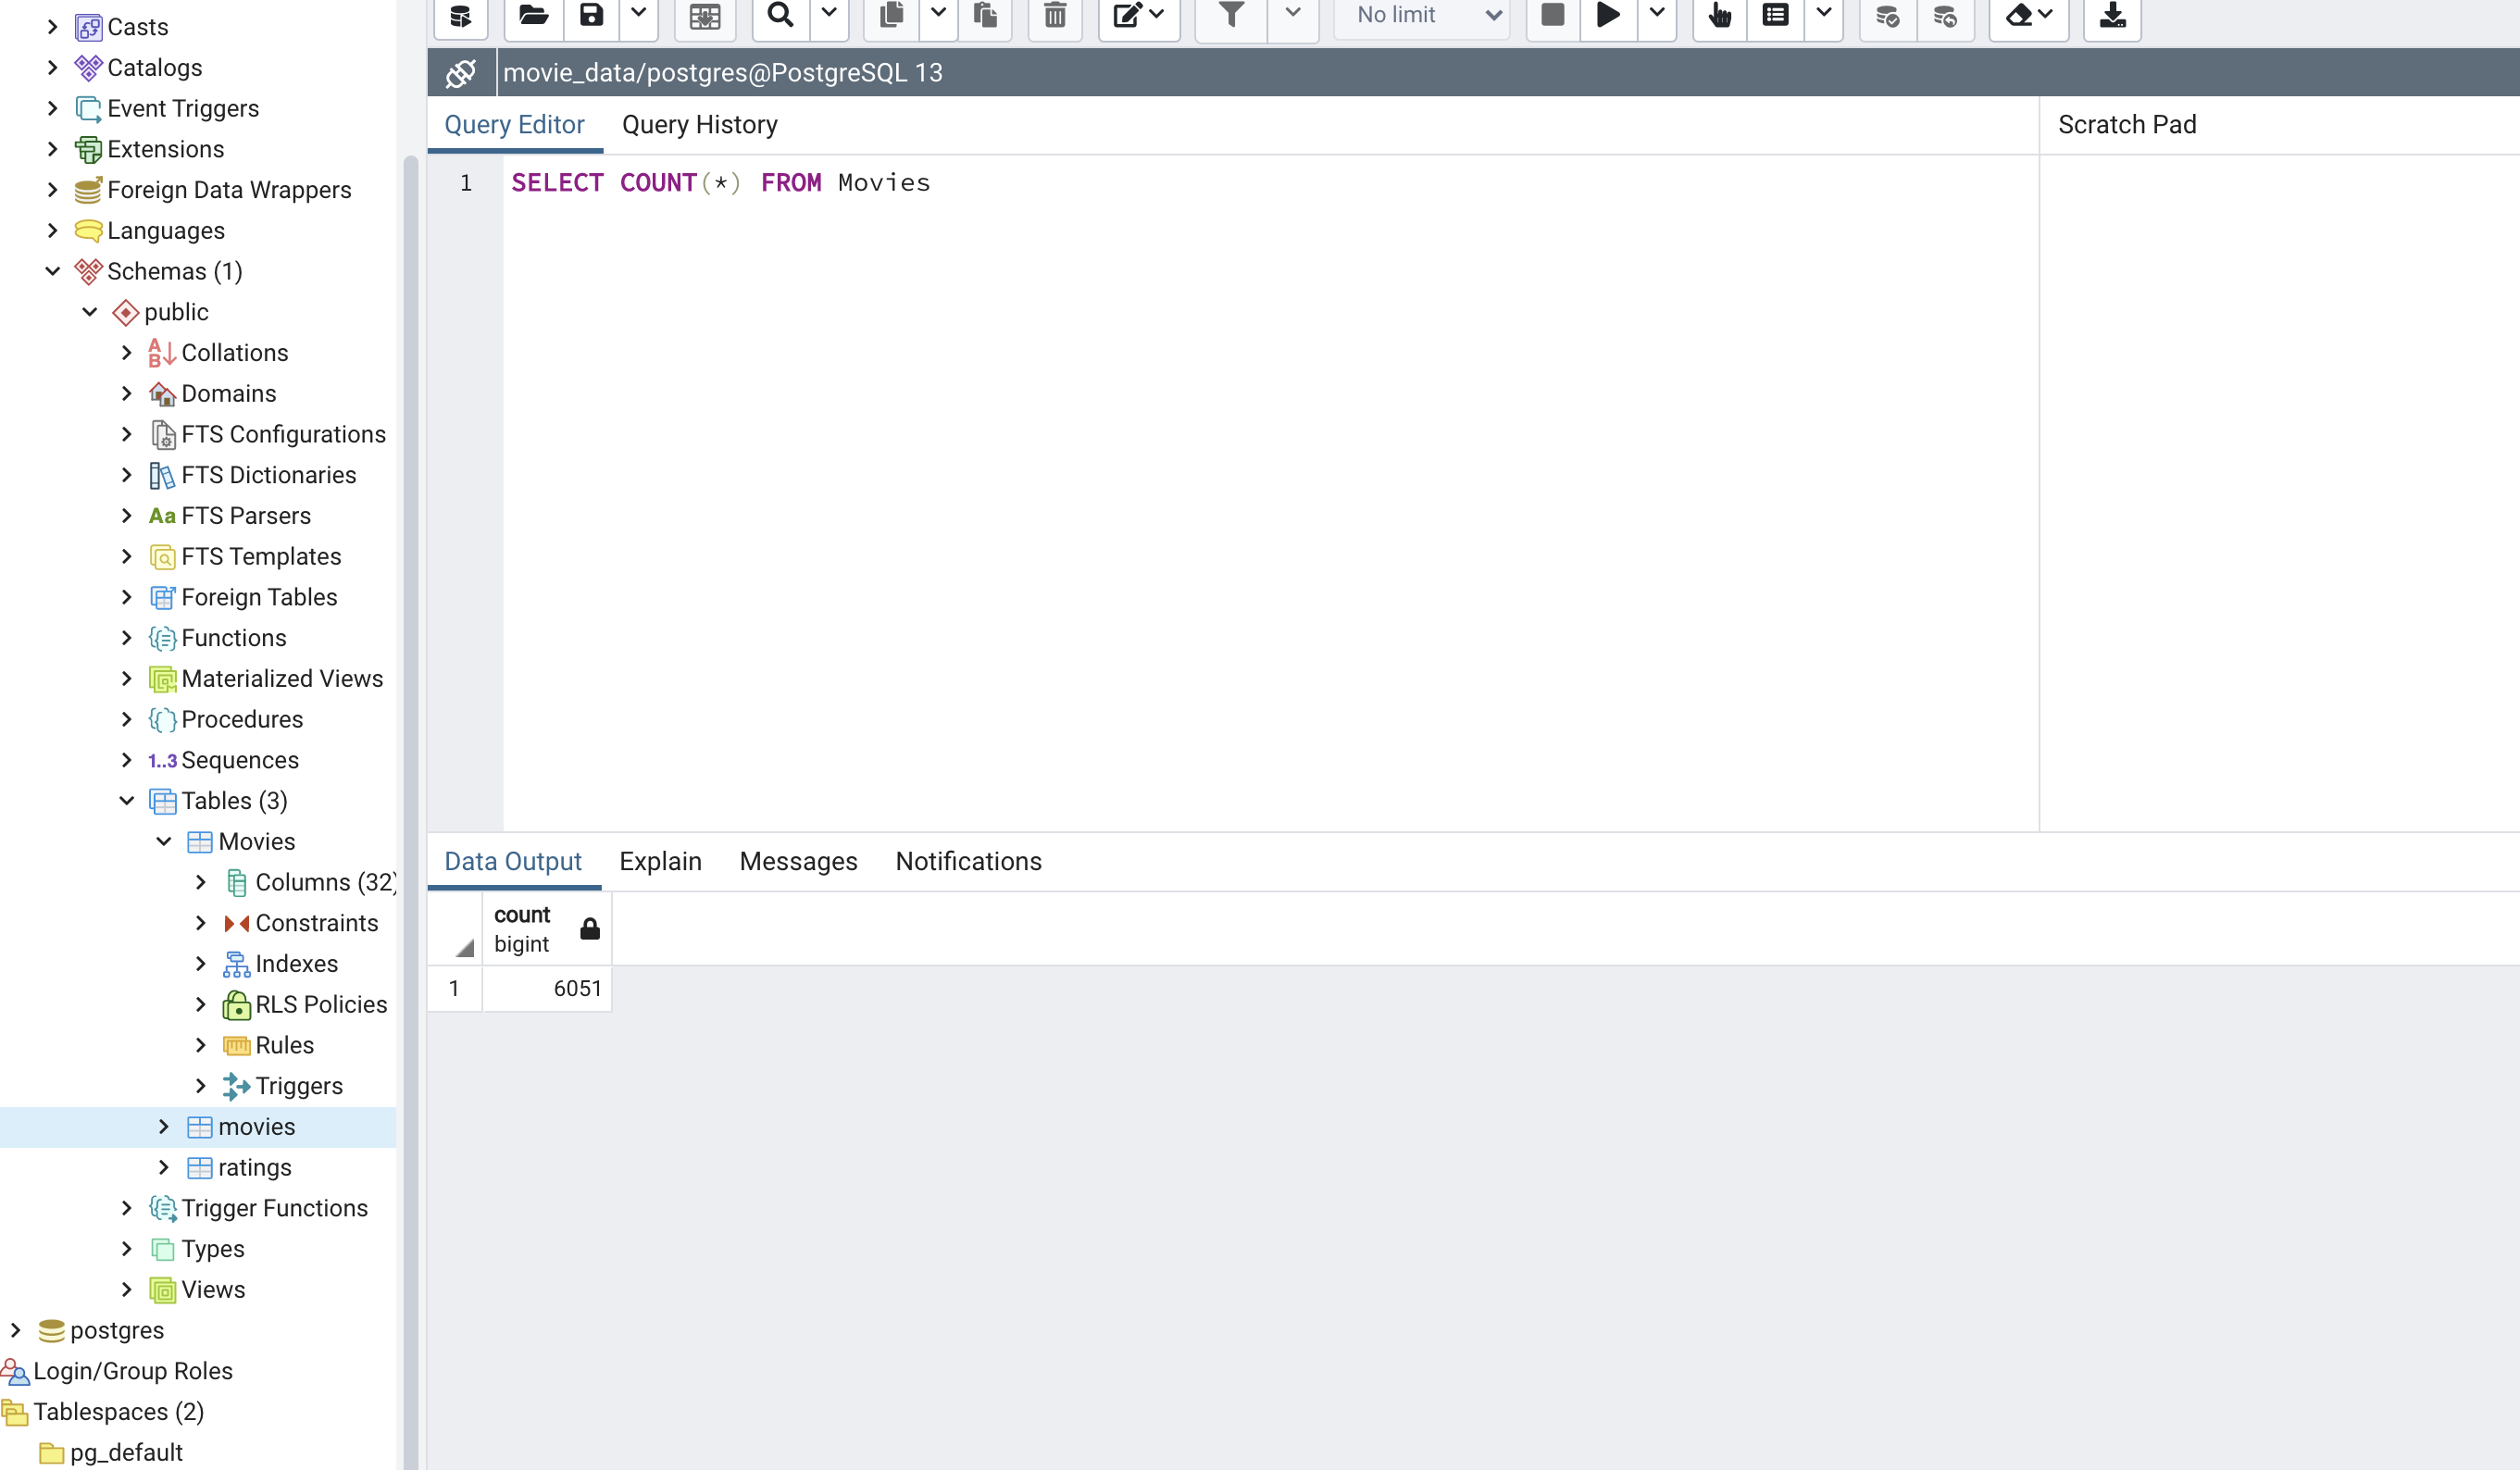 Casts
Catalogs
Event Triggers
Extensions
Foreign Data Wrappers
Languages
Schemas (1)
public
Collations
Domains
FTS Configurations
FTS Dictionaries
Aa FTS Parsers
FTS Templates
Foreign Tables
Functions
Materialized Views
Procedures
1..3 Sequences
Tables (3)
Movies
Columns (32)
Constraints
Indexes
RLS Policies
Rules
Triggers
movies
ratings
Trigger Functions
Types
Views
postgres
Login/Group Roles
Tablespaces (2)
pg_default
No limit
movie_data/postgres@PostgreSQL 13
Query Editor Query History
Scratch Pad
1 SELECT COUNT(*) FROM Movies
Data Output Explain Messages Notifications
count
bigint
1 6051